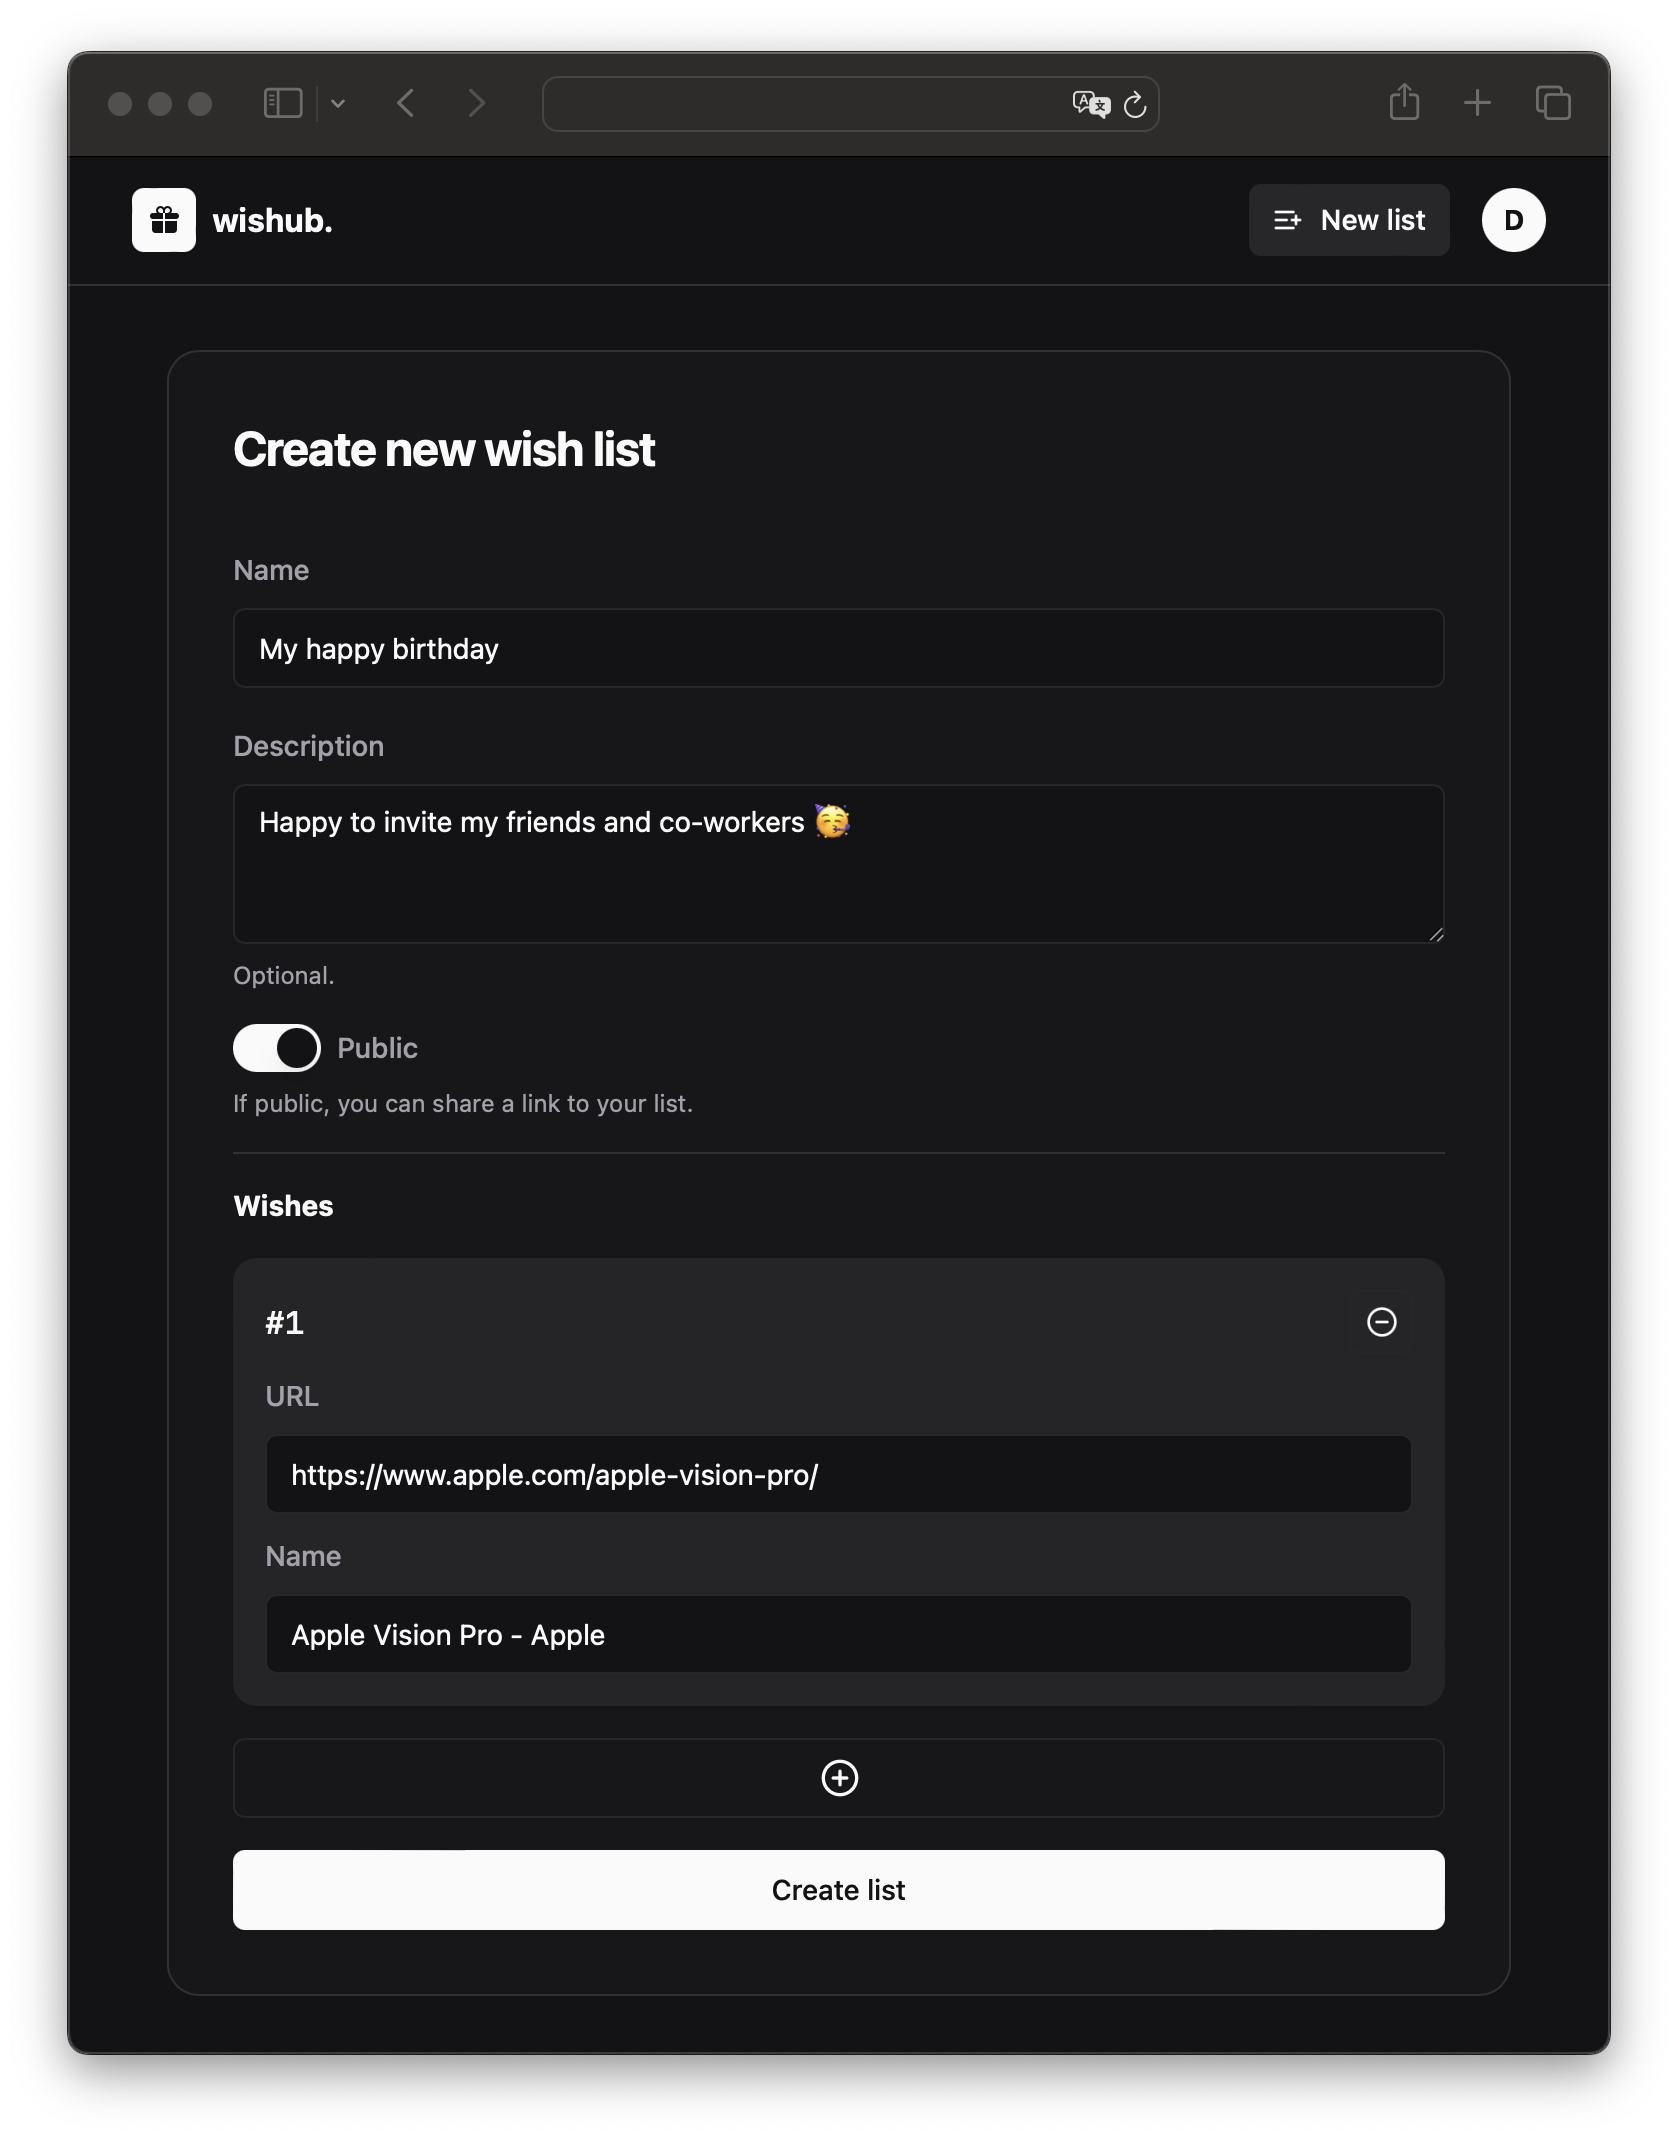 wishub.
New list
D
Create new wish list
Name
My happy birthday
Description
Happy to invite my friends and co-workers 🥳
Optional.
Public
If public, you can share a link to your list.
Wishes
#1
URL
https://www.apple.com/apple-vision-pro/
Name
Apple Vision Pro - Apple
Create list